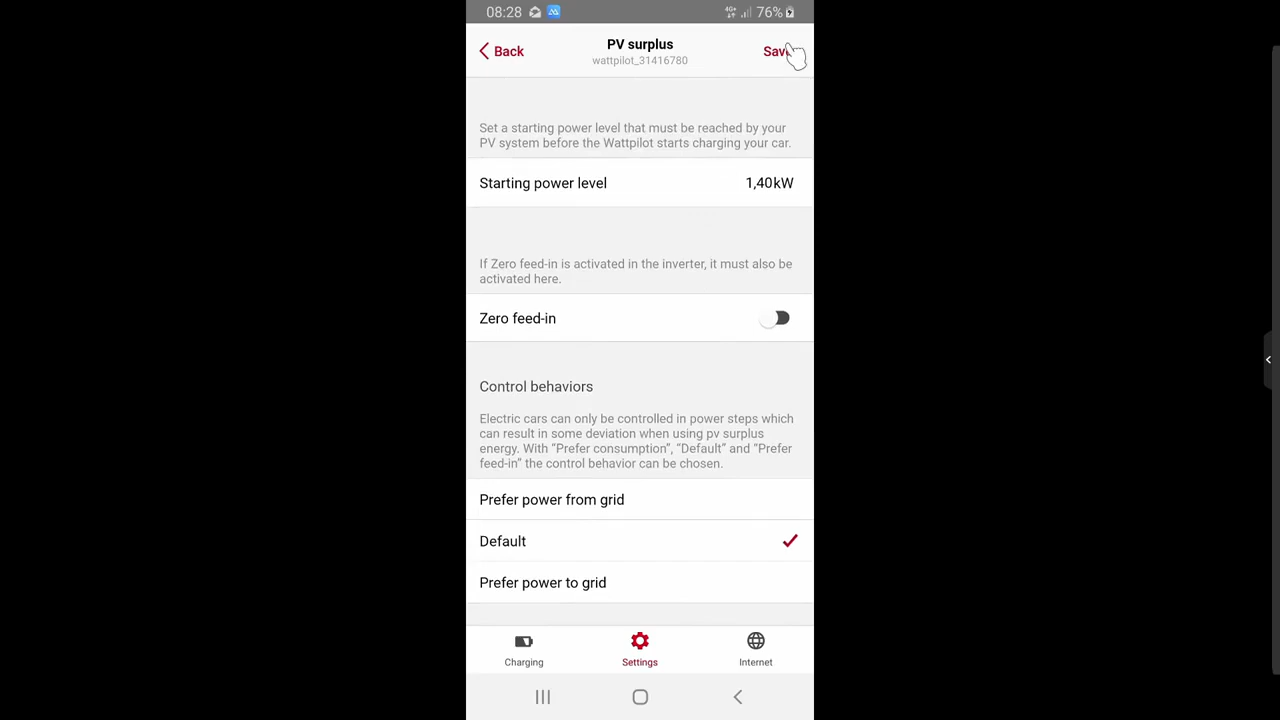 08:28
4G+
76%
Back
PV surplus
Save
wattpilot_31416780
Set a starting power level that must be reached by your
PV system before the Wattpilot starts charging your car.
Starting power level
1,40kW
If Zero feed-in is activated in the inverter, it must also be
activated here.
Zero feed-in
Control behaviors
Electric cars can only be controlled in power steps which
can result in some deviation when using pv surplus
energy. With “Prefer consumption”, “Default” and “Prefer
feed-in” the control behavior can be chosen.
Prefer power from grid
Default
Prefer power to grid
Charging
Settings
Internet